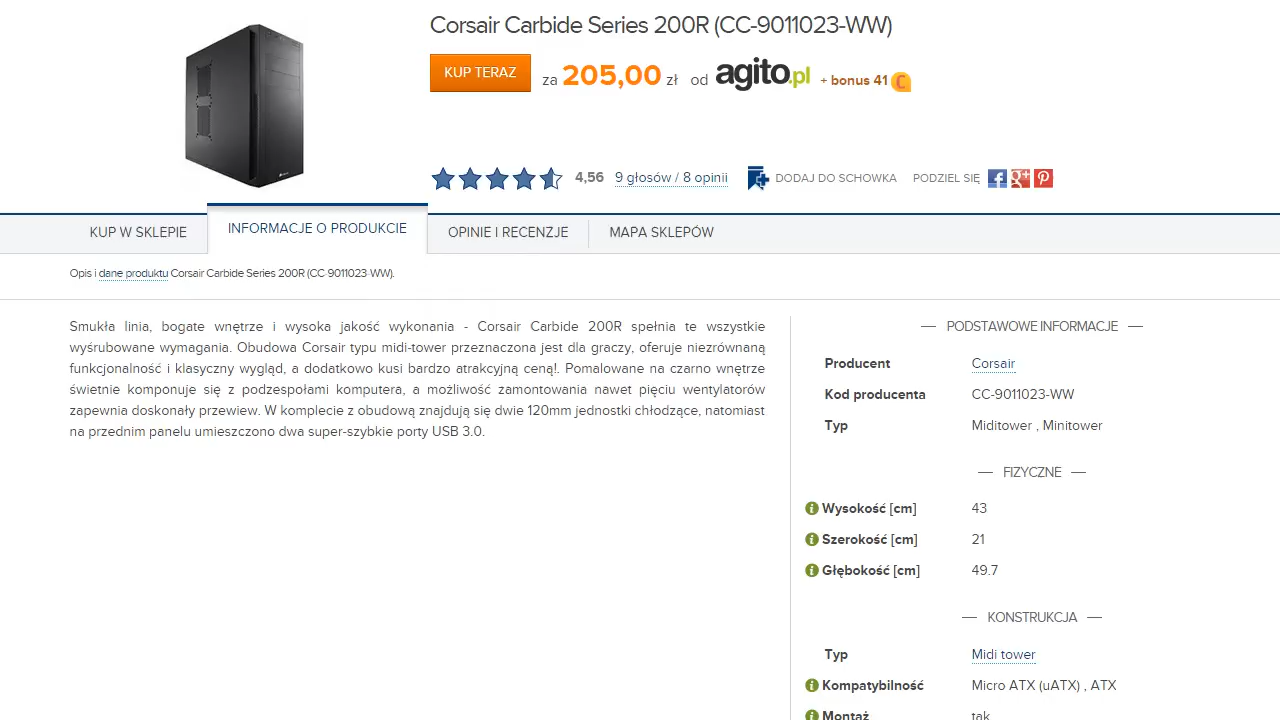 Corsair Carbide Series 200R (CC-9011023-WW)
KUP TERAZ za 205,00 zł od agito.pl + bonus 41 C
4,56 9 głosów / 8 opinii DODAJ DO SCHOWKA PODZIEL SIĘ
KUP W SKLEPIE INFORMACJE O PRODUKCIE OPINIE I RECENZJE MAPA SKLEPÓW
Opis i dane produktu Corsair Carbide Series 200R (CC-9011023-WW).
Smukła linia, bogate wnętrze i wysoka jakość wykonania - Corsair Carbide 200R spełnia te wszystkie
wyśrubowane wymagania. Obudowa Corsair typu midi-tower przeznaczona jest dla graczy, oferuje niezrównaną
funkcjonalność i klasyczny wygląd, a dodatkowo kusi bardzo atrakcyjną ceną!. Pomalowane na czarno wnętrze
świetnie komponuje się z podzespołami komputera, a możliwość zamontowania nawet pięciu wentylatorów
zapewnia doskonały przewiew. W komplecie z obudową znajdują się dwie 120mm jednostki chłodzące, natomiast
na przednim panelu umieszczono dwa super-szybkie porty USB 3.0.
PODSTAWOWE INFORMACJE
Producent Corsair
Kod producenta CC-9011023-WW
Typ Miditower , Minitower
FIZYCZNE
Wysokość [cm] 43
Szerokość [cm] 21
Głębokość [cm] 49.7
KONSTRUKCJA
Typ Midi tower
Kompatybilność Micro ATX (uATX) , ATX
Montaż tak